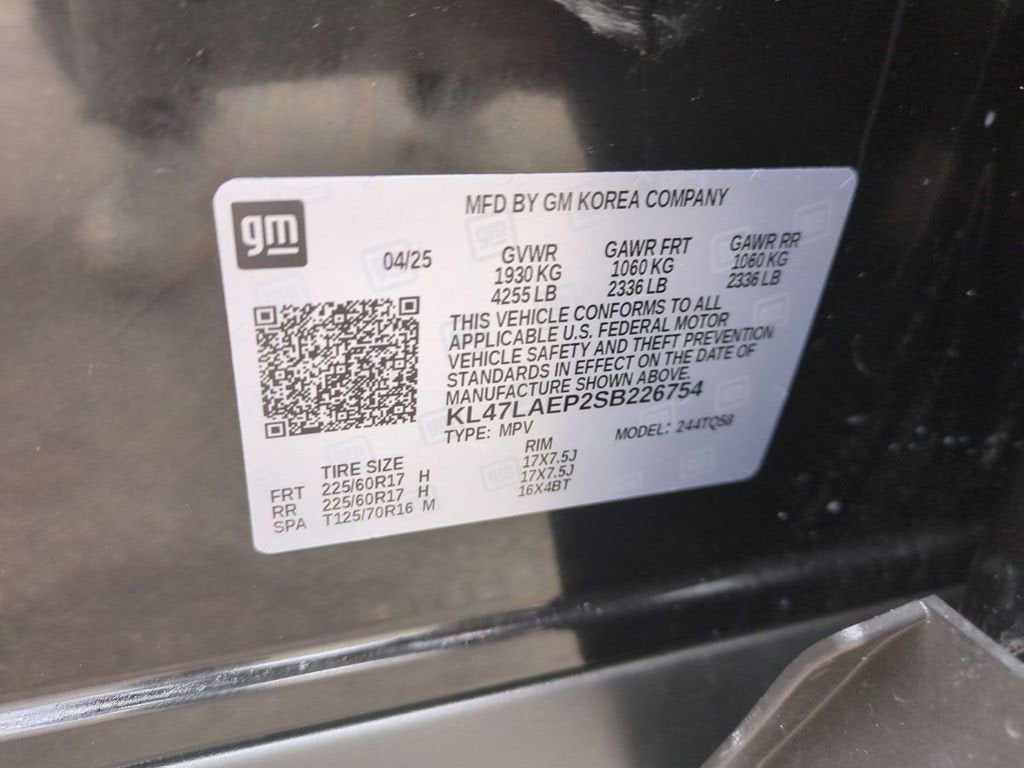 gm
MFD BY GM KOREA COMPANY
04/25
GVWR GAWR FRT GAWR RR
1930 KG 1060 KG 1060 KG
4255 LB 2336 LB 2336 LB
THIS VEHICLE CONFORMS TO ALL
APPLICABLE U.S. FEDERAL MOTOR
VEHICLE SAFETY AND THEFT PREVENTION
STANDARDS IN EFFECT ON THE DATE OF
MANUFACTURE SHOWN ABOVE.
KL47LAEP2SB226754
TYPE: MPV MODEL: 244TQ58
TIRE SIZE RIM
FRT 225/60R17 H 17X7.5J
RR 225/60R17 H 17X7.5J
SPA T125/70R16 M 16X4BT